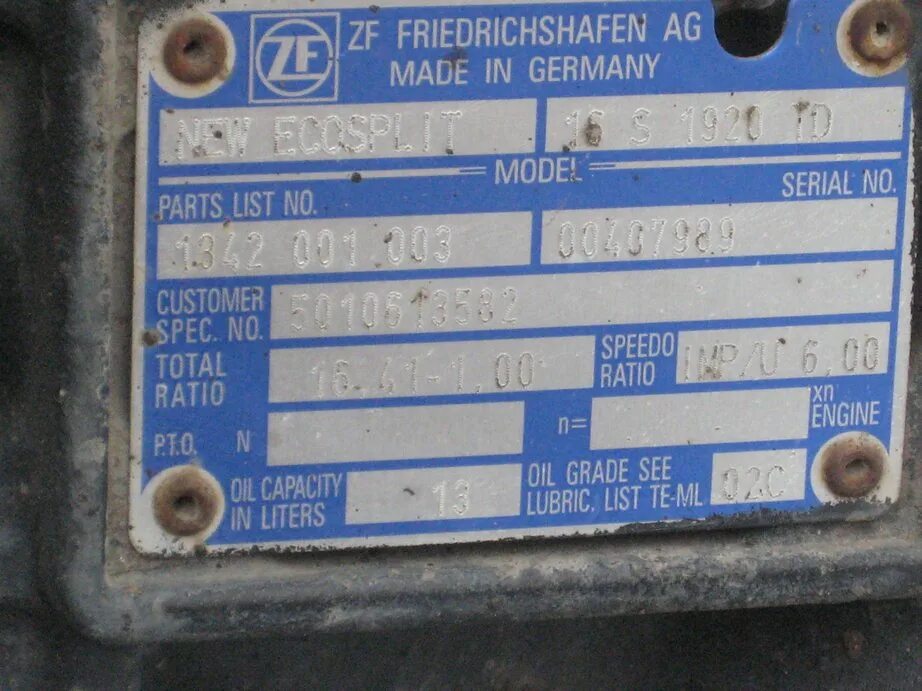 ZF
ZF FRIEDRICHSHAFEN AG
MADE IN GERMANY
NEW ECOSPLIT 16 S 1920 TD
MODEL
PARTS LIST NO. SERIAL NO.
1342 001 003 00407989
CUSTOMER SPEC. NO. 5010613582
TOTAL RATIO 16.41-1.00 SPEEDO RATIO IMP/U 6.00
P.T.O. N n= xn ENGINE
OIL CAPACITY IN LITERS 13 OIL GRADE SEE LUBRIC. LIST TE-ML 02C